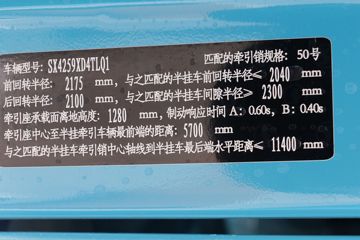 车辆型号: SX4259XD4TLQ1 匹配的牵引销规格: 50号
前回转半径: 2175 mm, 与之匹配的半挂车前回转半径≤ 2040 mm
后回转半径: 2100 mm, 与之匹配的半挂车间隙半径≥ 2300 mm
牵引座承载面离地高度: 1280 mm, 制动响应时间 A: 0.60s, B: 0.40s
牵引座中心至半挂牵引车辆最前端的距离: 5700 mm
与之匹配的半挂车牵引销中心轴线到半挂车最后端水平距离≤ 11400 mm